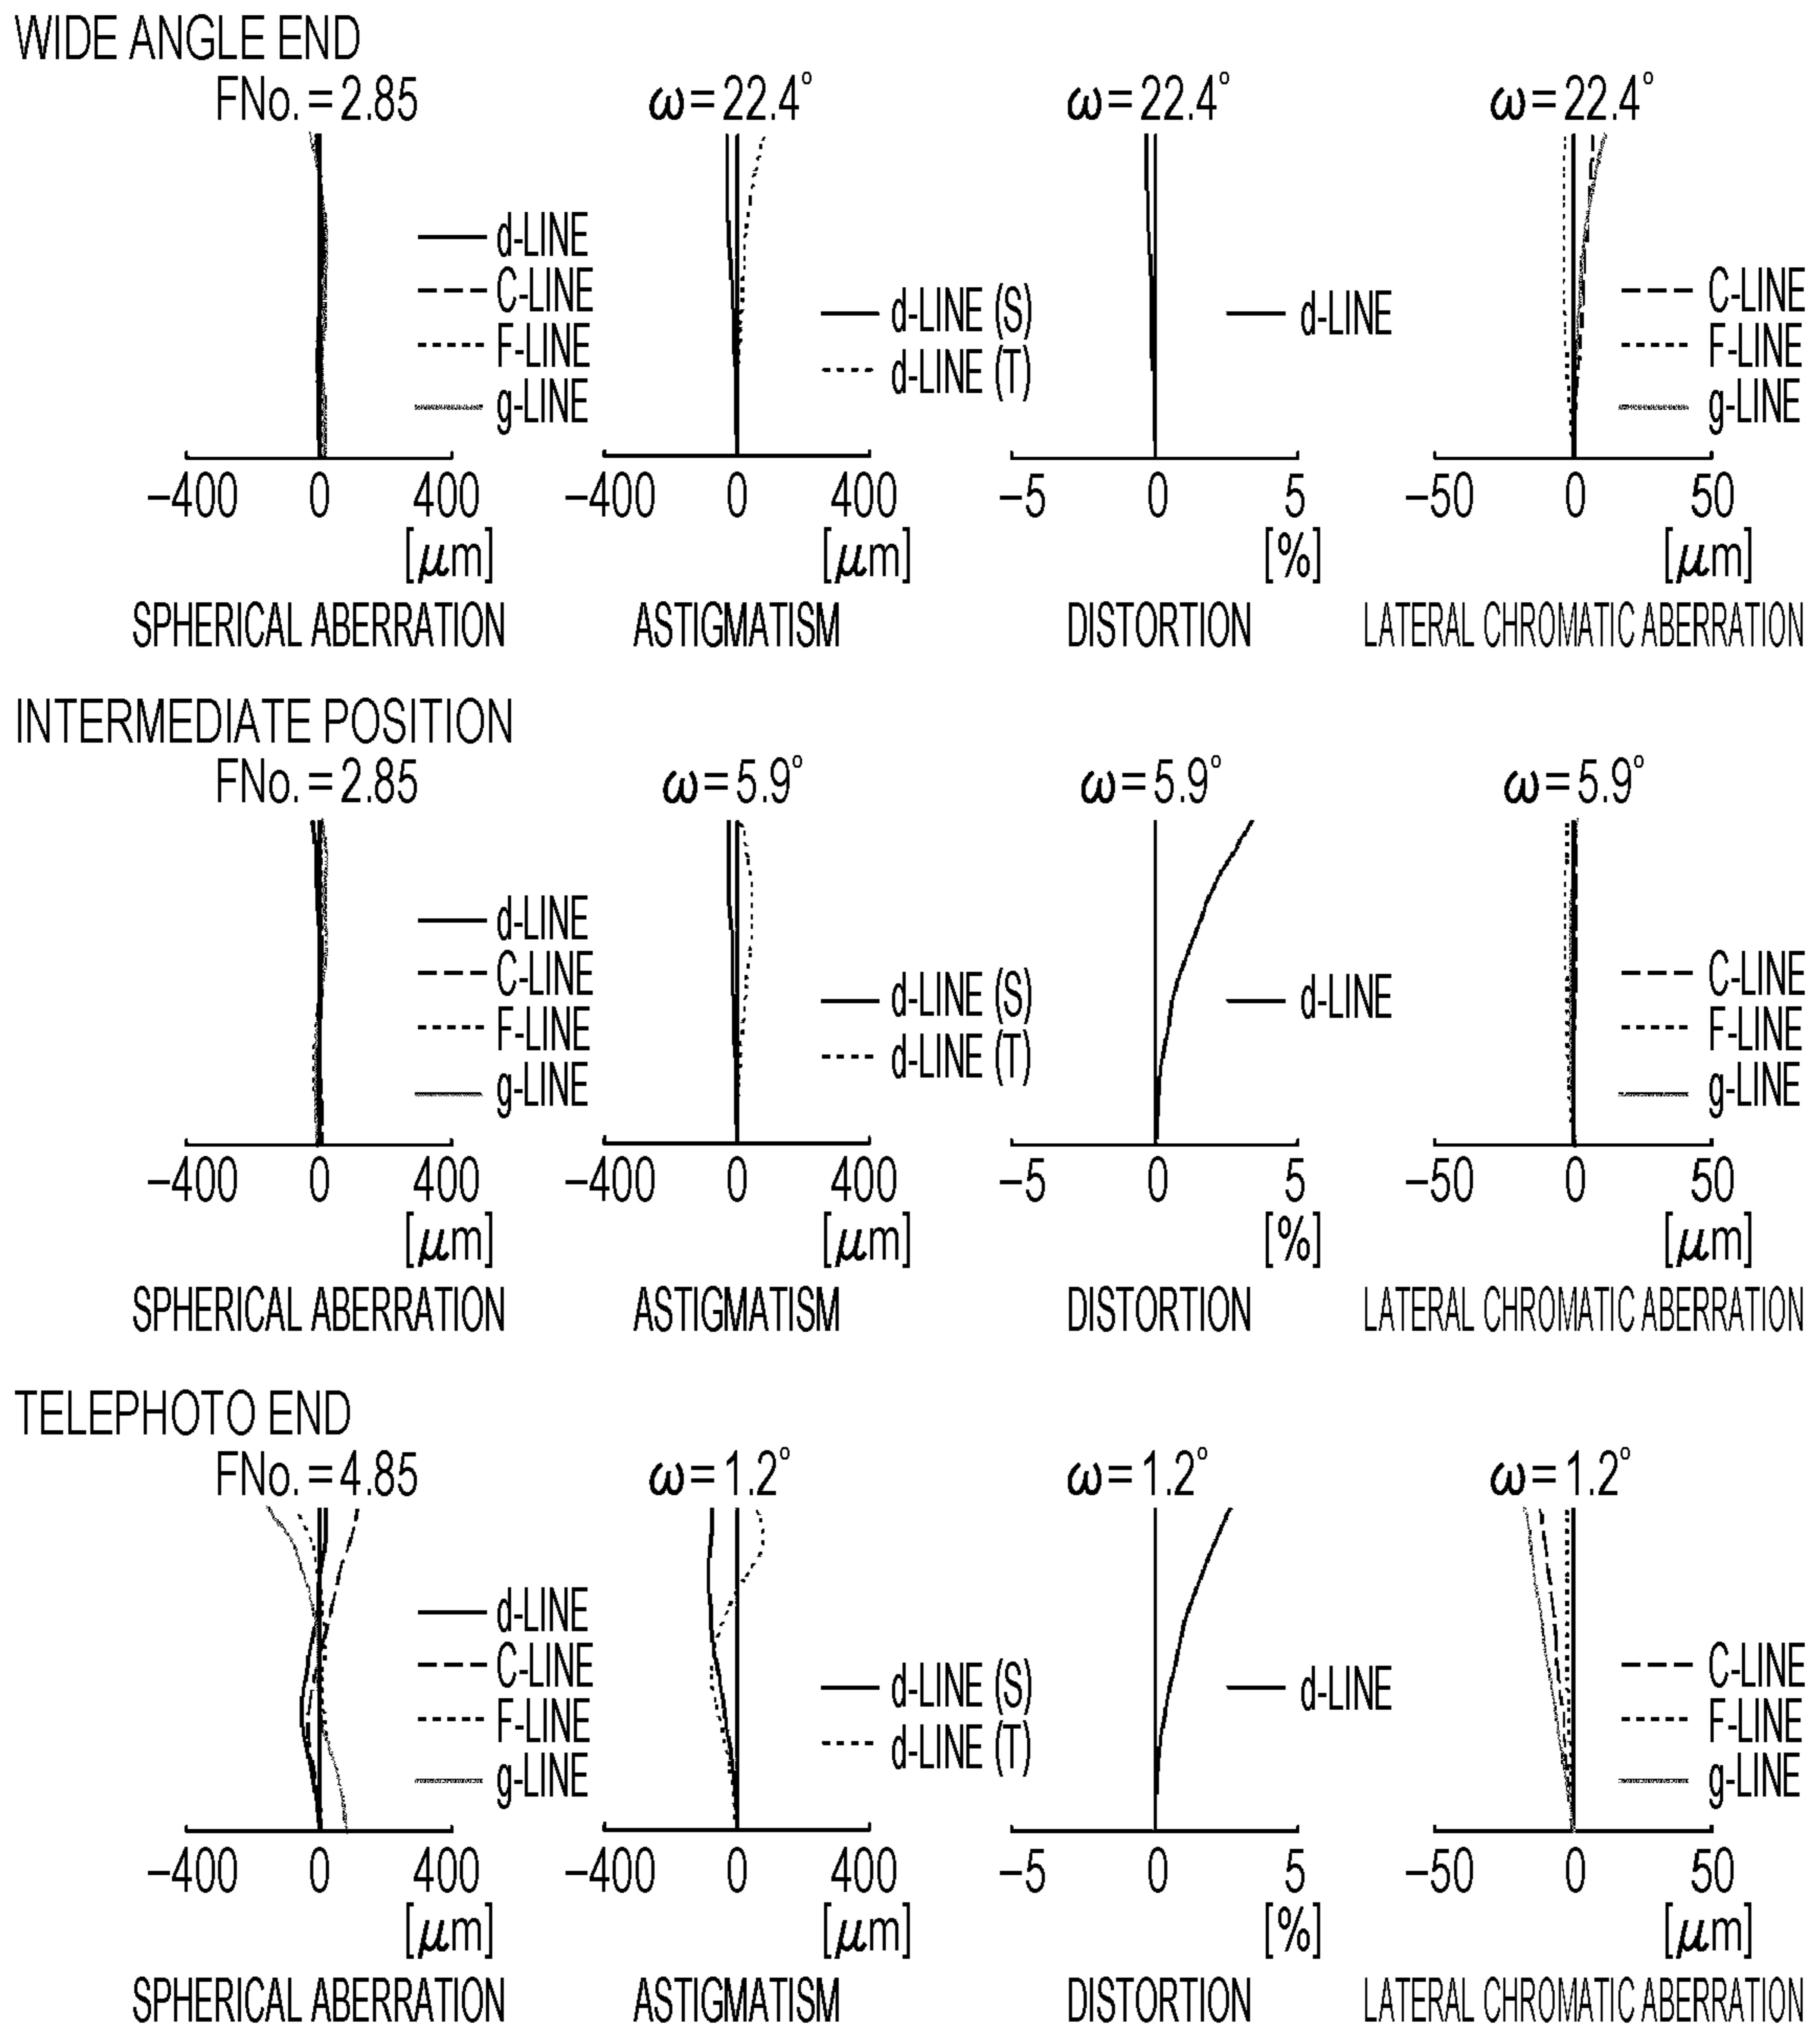 WIDE ANGLE END
FNo. = 2.85
ω = 22.4°
ω = 22.4°
ω = 22.4°
d-LINE
C-LINE
F-LINE
g-LINE
d-LINE (S)
d-LINE (T)
d-LINE
C-LINE
F-LINE
g-LINE
−400 0 400
−400 0 400
−5 0 5
−50 0 50
[μm]
[μm]
[%]
[μm]
SPHERICAL ABERRATION
ASTIGMATISM
DISTORTION
LATERAL CHROMATIC ABERRATION
INTERMEDIATE POSITION
FNo. = 2.85
ω = 5.9°
ω = 5.9°
ω = 5.9°
d-LINE
C-LINE
F-LINE
g-LINE
d-LINE (S)
d-LINE (T)
d-LINE
C-LINE
F-LINE
g-LINE
−400 0 400
−400 0 400
−5 0 5
−50 0 50
[μm]
[μm]
[%]
[μm]
SPHERICAL ABERRATION
ASTIGMATISM
DISTORTION
LATERAL CHROMATIC ABERRATION
TELEPHOTO END
FNo. = 4.85
ω = 1.2°
ω = 1.2°
ω = 1.2°
d-LINE
C-LINE
F-LINE
g-LINE
d-LINE (S)
d-LINE (T)
d-LINE
C-LINE
F-LINE
g-LINE
−400 0 400
−400 0 400
−5 0 5
−50 0 50
[μm]
[μm]
[%]
[μm]
SPHERICAL ABERRATION
ASTIGMATISM
DISTORTION
LATERAL CHROMATIC ABERRATION